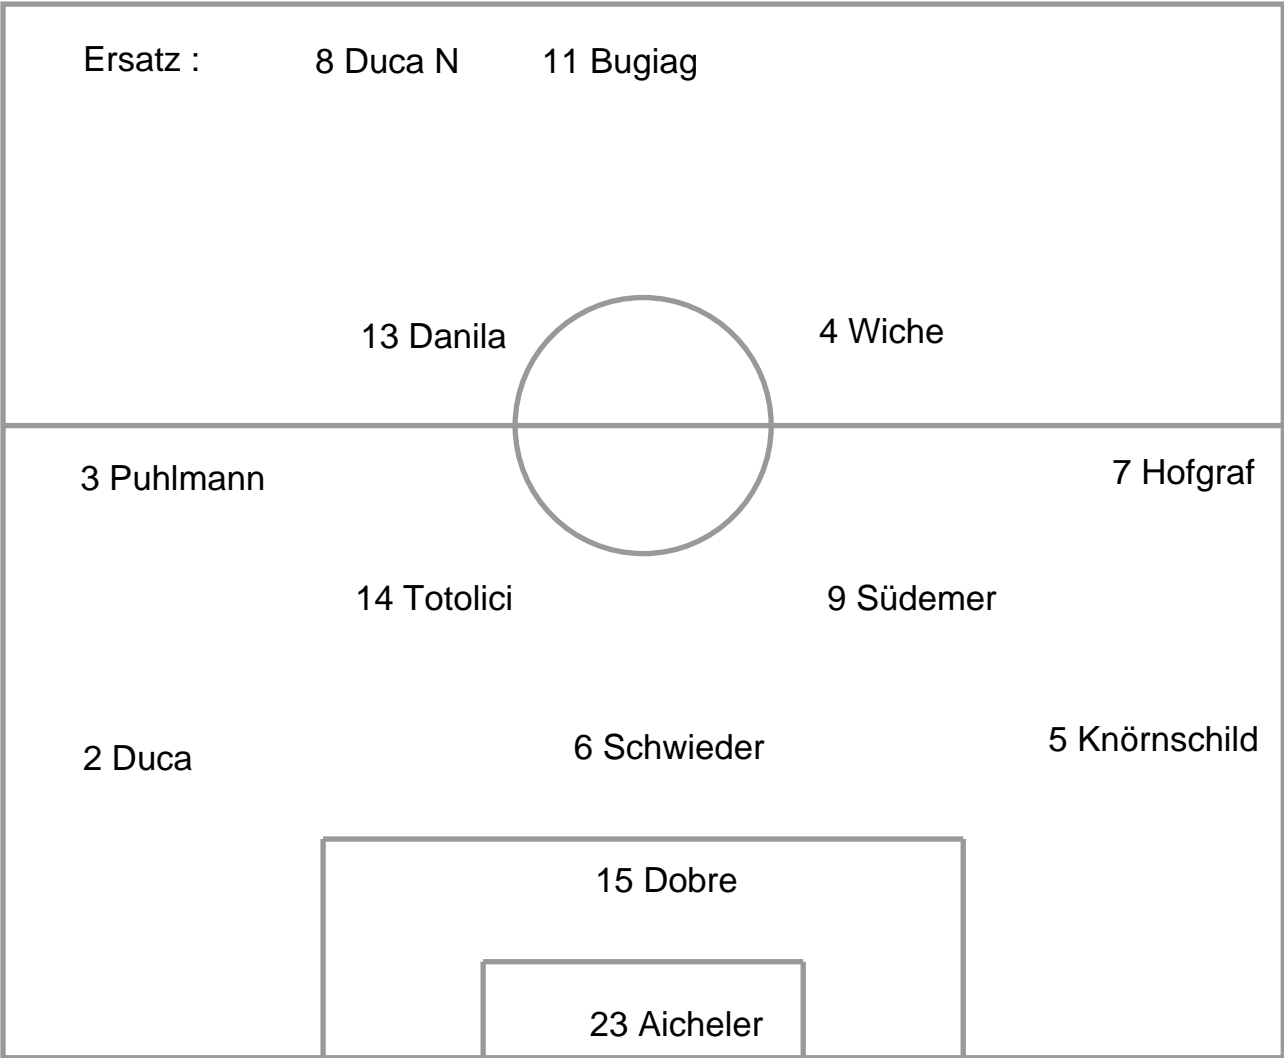 Ersatz : 8 Duca N 11 Bugiag
13 Danila 4 Wiche
3 Puhlmann 7 Hofgraf
14 Totolici 9 Südemer
2 Duca 6 Schwieder 5 Knörnschild
15 Dobre
23 Aicheler